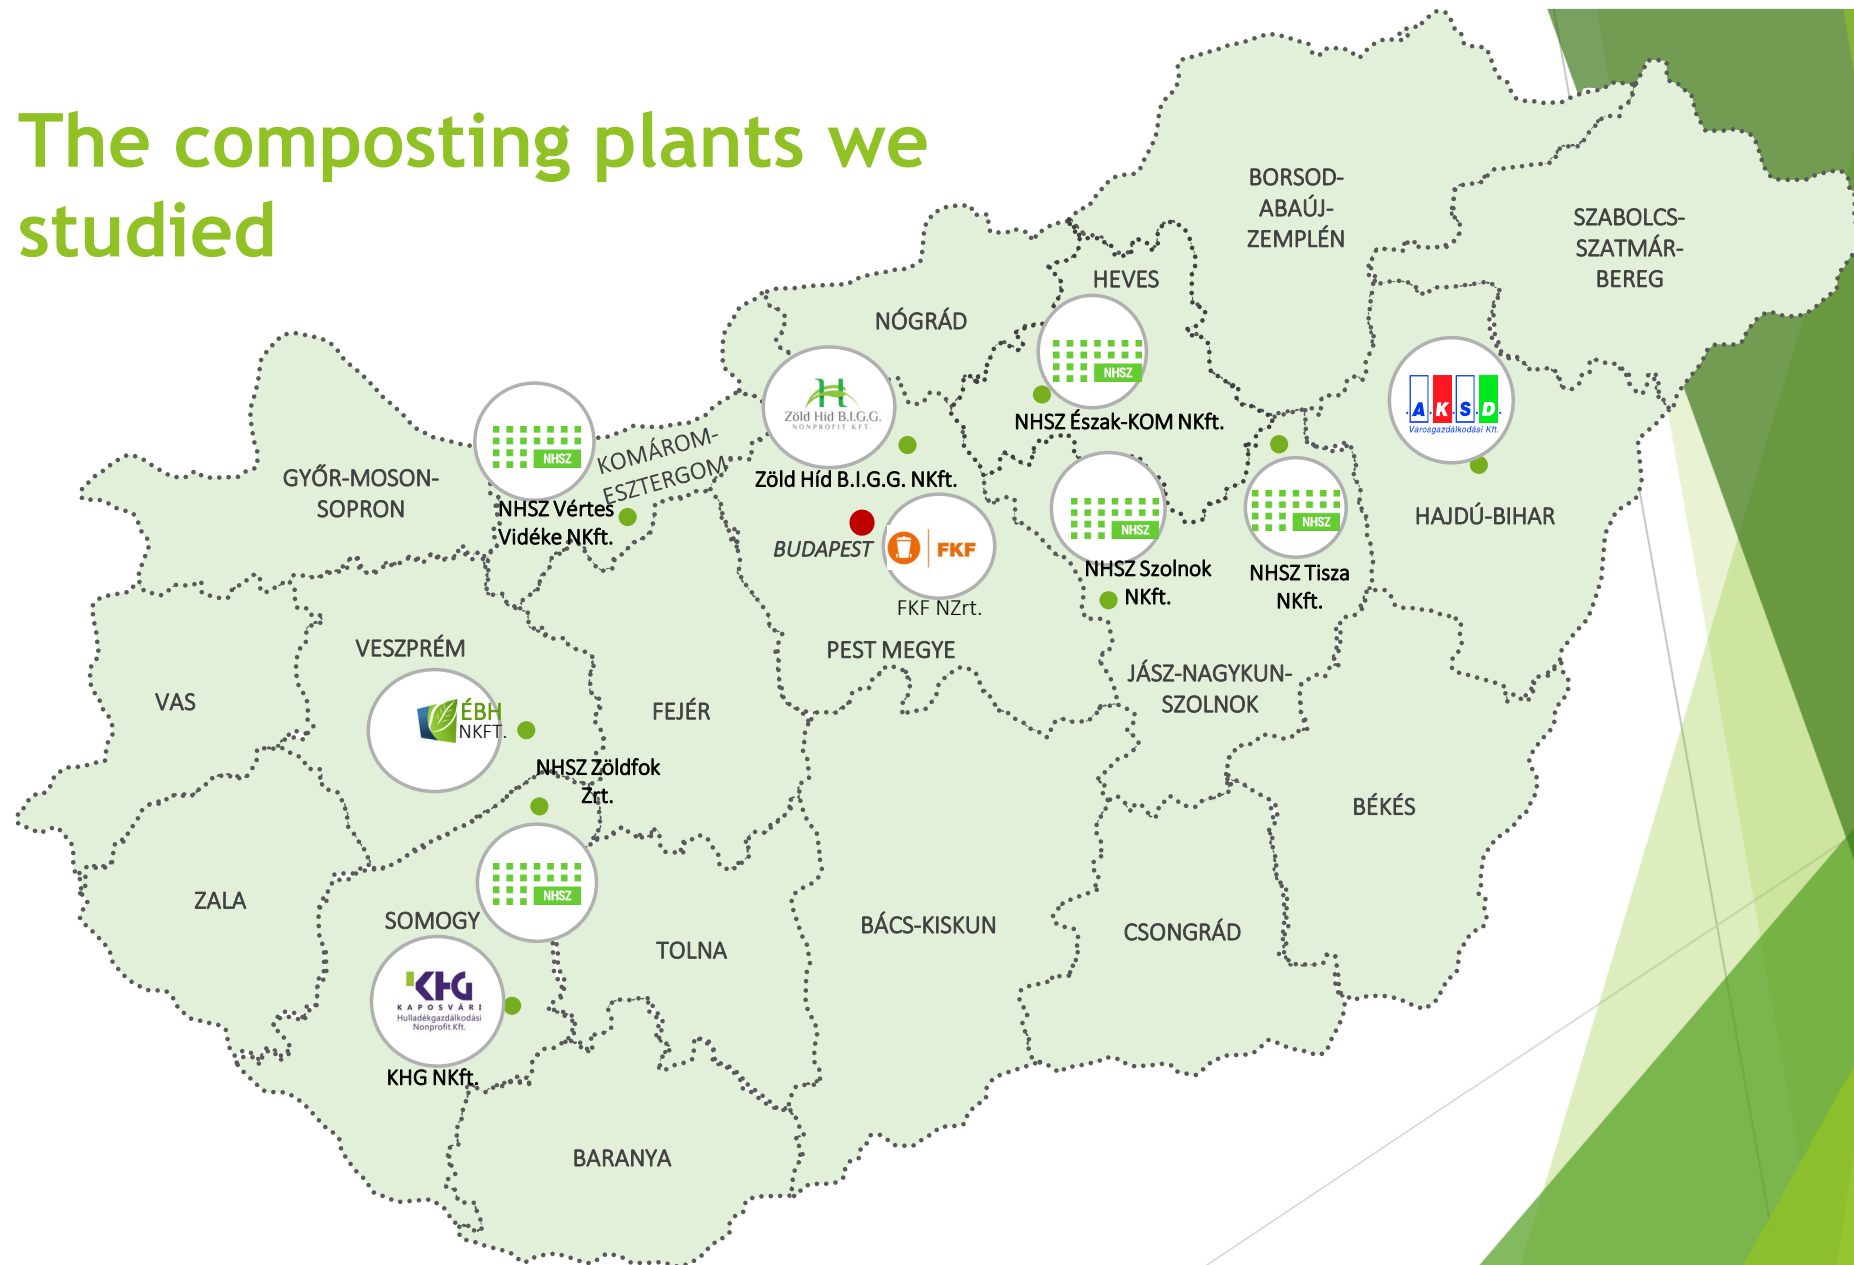 The composting plants we
studied
BORSOD-
ABAÚJ-
ZEMPLÉN
SZABOLCS-
SZATMÁR-
BEREG
HEVES
NÓGRÁD
NHSZ
NHSZ Észak-KOM NKft.
Zöld Híd B.I.G.G.
NONPROFIT KFT.
Zöld Híd B.I.G.G. NKft.
.A.K.S.D.
Városgazdálkodási Kft.
HAJDÚ-BIHAR
GYŐR-MOSON-
SOPRON
NHSZ
NHSZ Vértes
Vidéke NKft.
KOMÁROM-
ESZTERGOM
BUDAPEST
FKF
FKF NZrt.
NHSZ
NHSZ Szolnok
NKft.
NHSZ
NHSZ Tisza
NKft.
PEST MEGYE
JÁSZ-NAGYKUN-
SZOLNOK
VESZPRÉM
VAS
FEJÉR
ÉBH
NKFT.
NHSZ Zöldfok
Zrt.
NHSZ
BÉKÉS
ZALA
SOMOGY
TOLNA
BÁCS-KISKUN
CSONGRÁD
KHG
KAPOSVÁRI
Hulladékgazdálkodási
Nonprofit Kft.
KHG NKft.
BARANYA